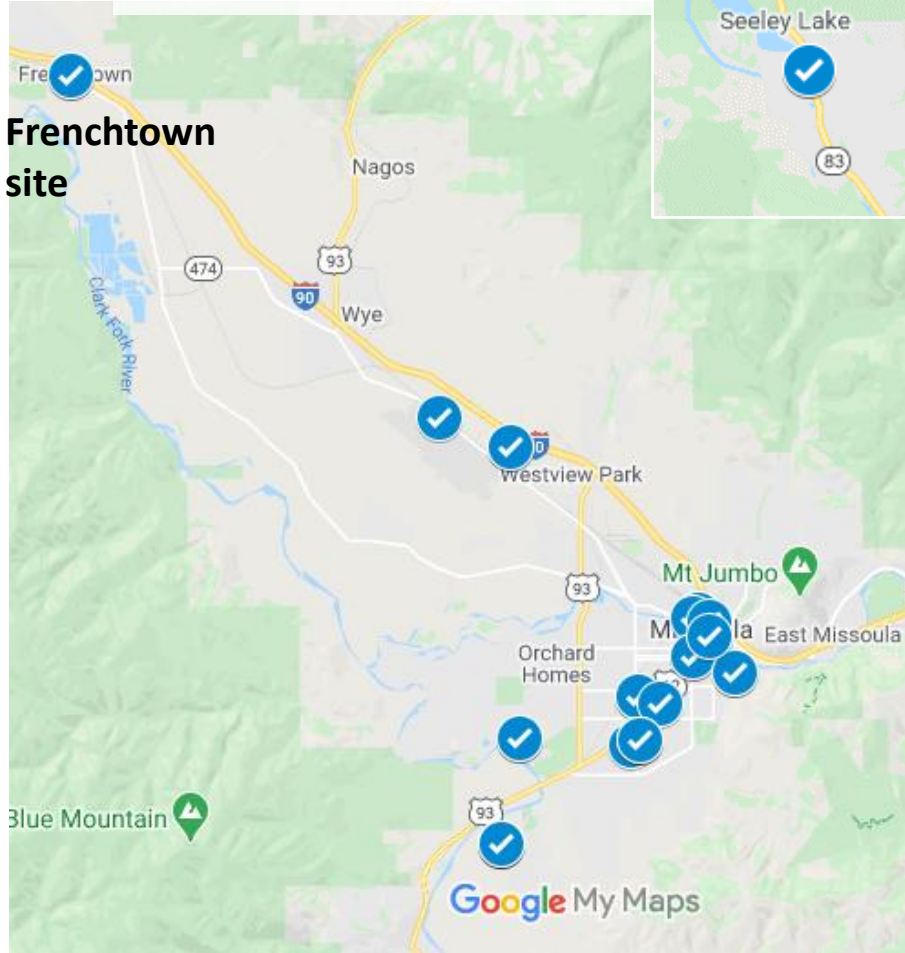 Seeley Lake
83
Frenchtown
site
Nagos
93
474
90
Wye
Clark Fork River
Westview Park
Mt Jumbo
93
East Missoula
Orchard
Homes
93
Blue Mountain
Google My Maps